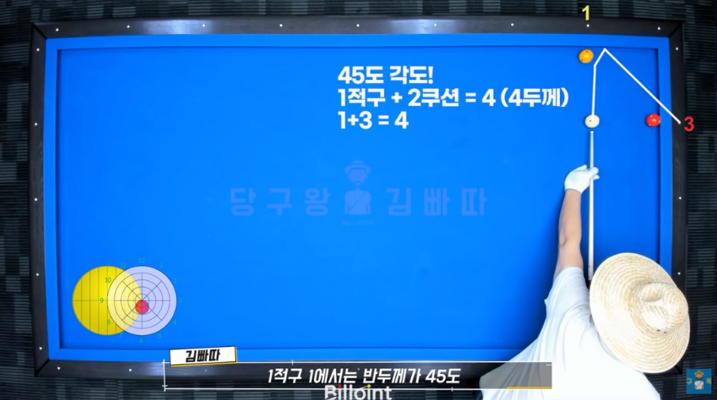 1
45도 각도!
1적구 + 2쿠션 = 4 (4두께)
1+3 = 4
3
당구왕 김빠따
김빠따
1적구 1에서는 반두께가 45도
Billoint